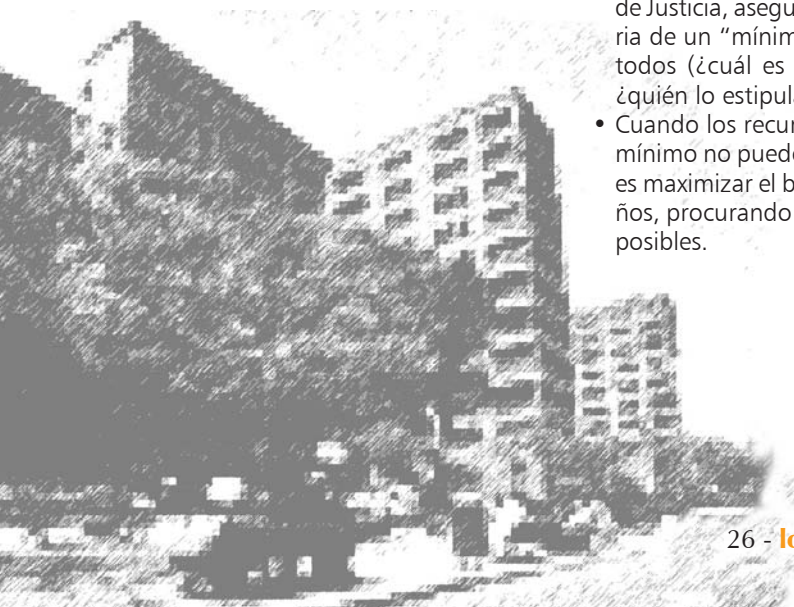 de Justicia, asegu
ria de un “mínim
todos (¿cuál es
¿quién lo estipul
• Cuando los recur
mínimo no puede
es maximizar el b
ños, procurando
posibles.
26 - lo